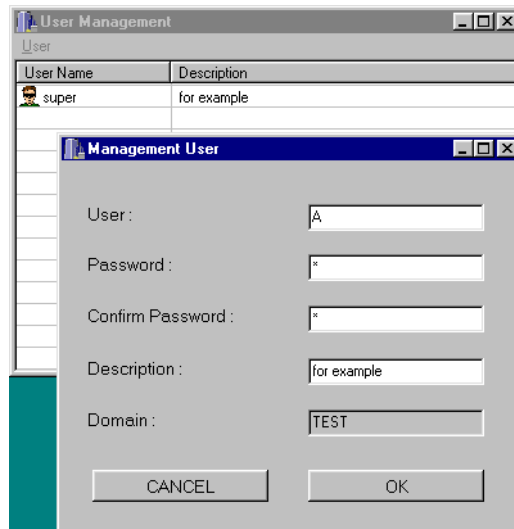 User Management
User
User Name Description
super for example
Management User
User : A
Password : *
Confirm Password : *
Description : for example
Domain : TEST
CANCEL OK